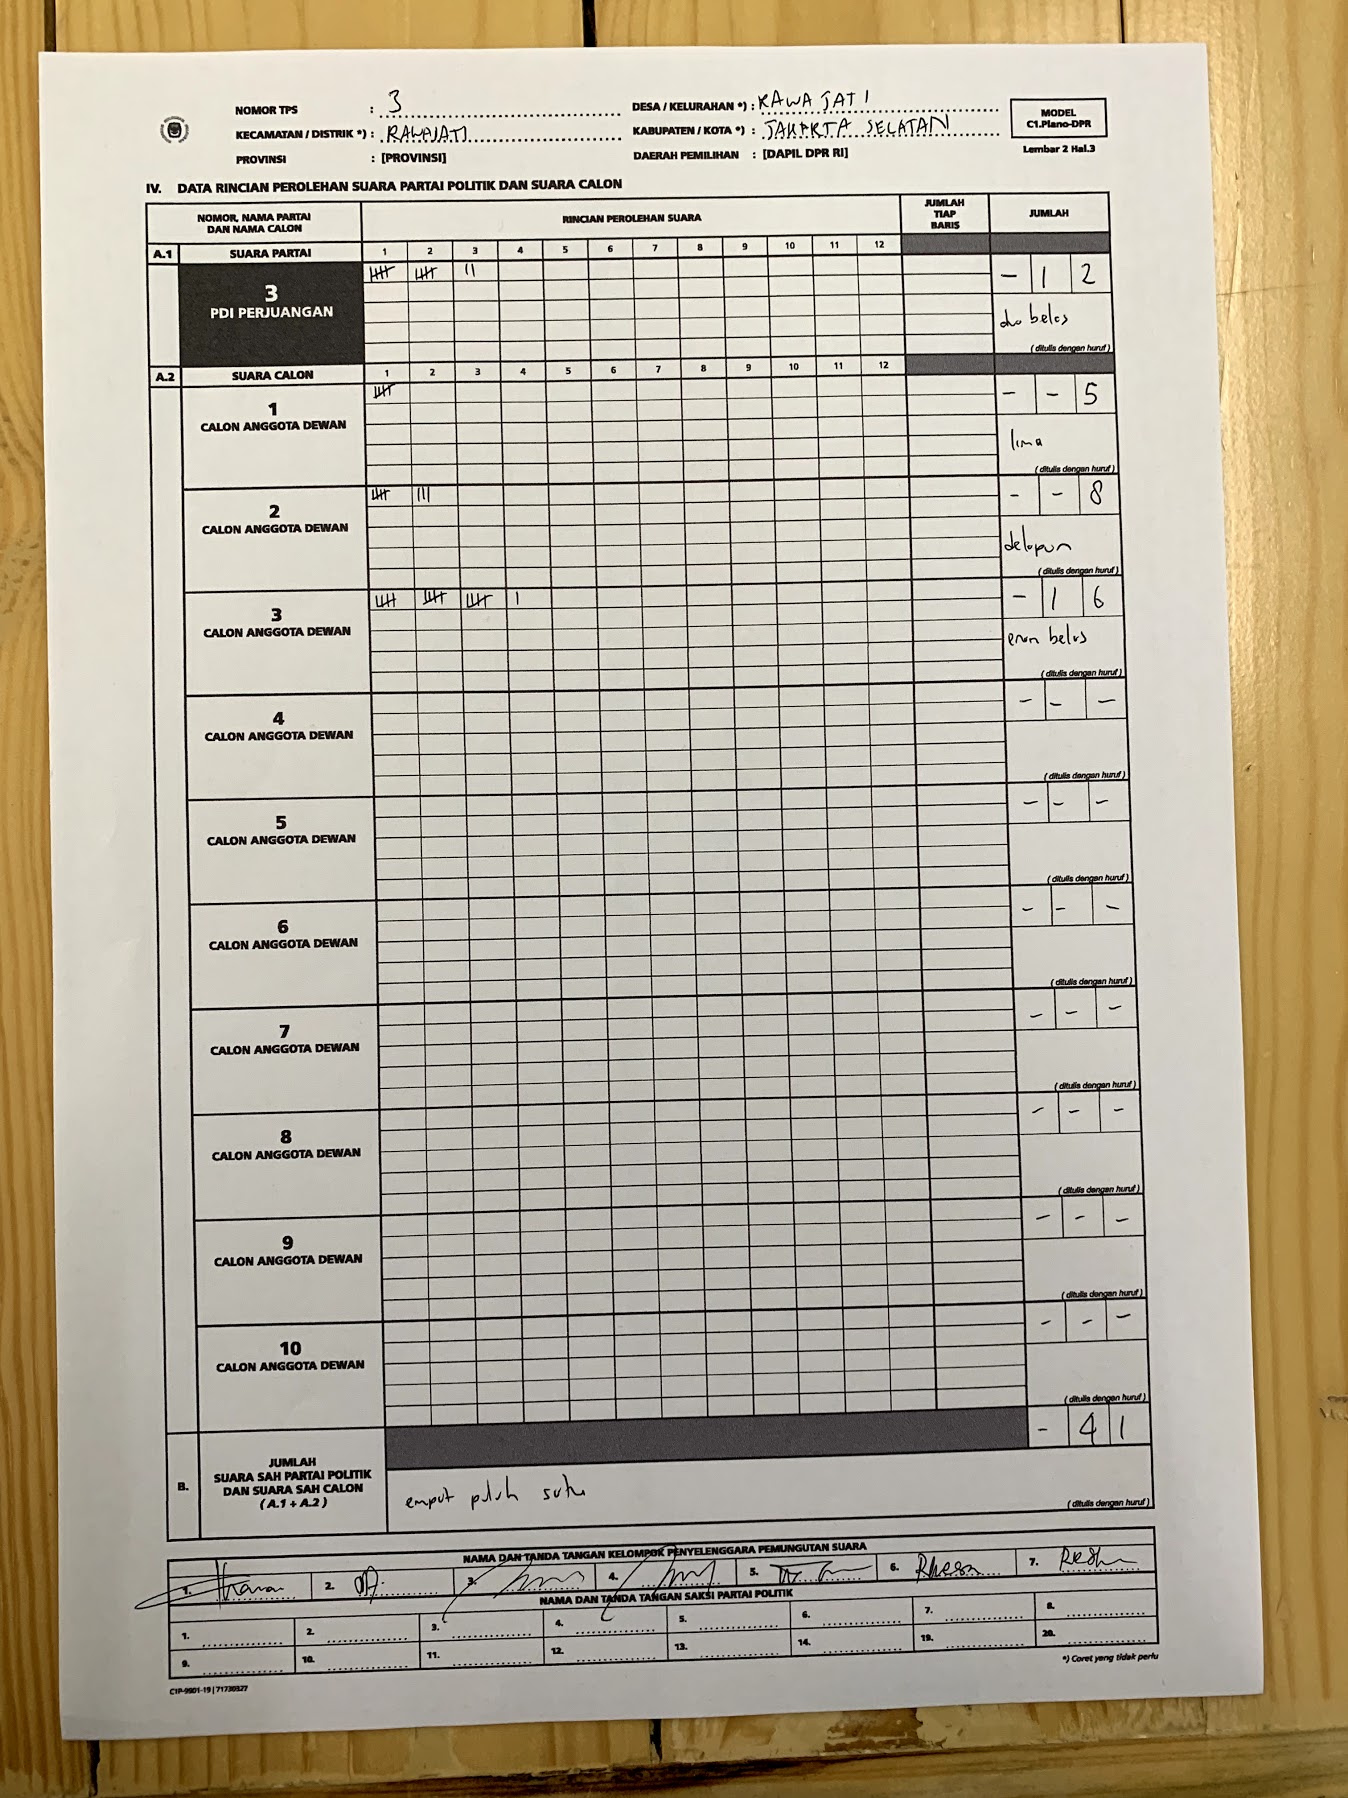 NOMOR TPS : 3
DESA / KELURAHAN *) : RAWA JATI
MODEL
C1.Plano-DPR
KECAMATAN / DISTRIK *) : RAWAJATI
KABUPATEN / KOTA *) : JAKARTA SELATAN
Lembar 2 Hal.3
PROVINSI : [PROVINSI]
DAERAH PEMILIHAN : [DAPIL DPR RI]
IV. DATA RINCIAN PEROLEHAN SUARA PARTAI POLITIK DAN SUARA CALON
NOMOR, NAMA PARTAI
DAN NAMA CALON
RINCIAN PEROLEHAN SUARA
JUMLAH
TIAP
BARIS
JUMLAH
A.1 SUARA PARTAI 1 2 3 4 5 6 7 8 9 10 11 12
3
PDI PERJUANGAN
- 1 2
dua belas
(ditulis dengan huruf)
A.2 SUARA CALON 1 2 3 4 5 6 7 8 9 10 11 12
1
CALON ANGGOTA DEWAN
- - 5
lima
(ditulis dengan huruf)
2
CALON ANGGOTA DEWAN
- - 8
delapan
(ditulis dengan huruf)
3
CALON ANGGOTA DEWAN
- 1 6
enam belas
(ditulis dengan huruf)
4
CALON ANGGOTA DEWAN
- - -
(ditulis dengan huruf)
5
CALON ANGGOTA DEWAN
- - -
(ditulis dengan huruf)
6
CALON ANGGOTA DEWAN
- - -
(ditulis dengan huruf)
7
CALON ANGGOTA DEWAN
- - -
(ditulis dengan huruf)
8
CALON ANGGOTA DEWAN
- - -
(ditulis dengan huruf)
9
CALON ANGGOTA DEWAN
- - -
(ditulis dengan huruf)
10
CALON ANGGOTA DEWAN
- - -
(ditulis dengan huruf)
B.
JUMLAH
SUARA SAH PARTAI POLITIK
DAN SUARA SAH CALON
(A.1 + A.2)
- 4 1
empat puluh satu
(ditulis dengan huruf)
NAMA DAN TANDA TANGAN KELOMPOK PENYELENGGARA PEMUNGUTAN SUARA
1. 2. 3. 4. 5. 6. 7.
NAMA DAN TANDA TANGAN SAKSI PARTAI POLITIK
1. 2. 3. 4. 5. 6. 7. 8.
9. 10. 11. 12. 13. 14. 19. 20.
*) Coret yang tidak perlu
C1P-9901-19 | 71730327